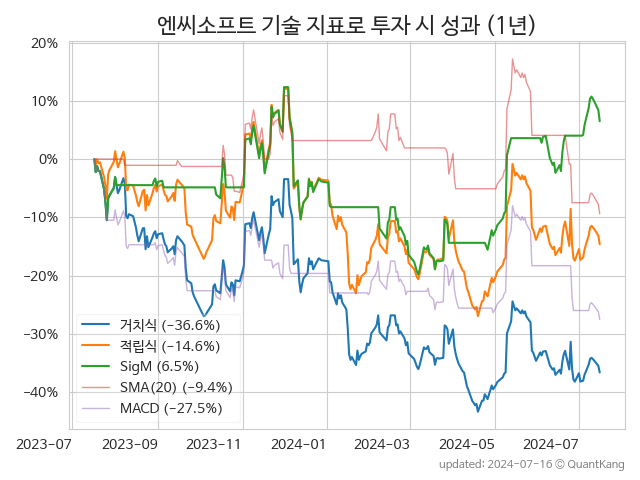 엔씨소프트 기술 지표로 투자 시 성과 (1년)
20%
10%
0%
−10%
−20%
−30%
−40%
거치식 (−36.6%)
적립식 (−14.6%)
SigM (6.5%)
SMA(20) (−9.4%)
MACD (−27.5%)
2023-07 2023-09 2023-11 2024-01 2024-03 2024-05 2024-07
updated: 2024-07-16 © QuantKang